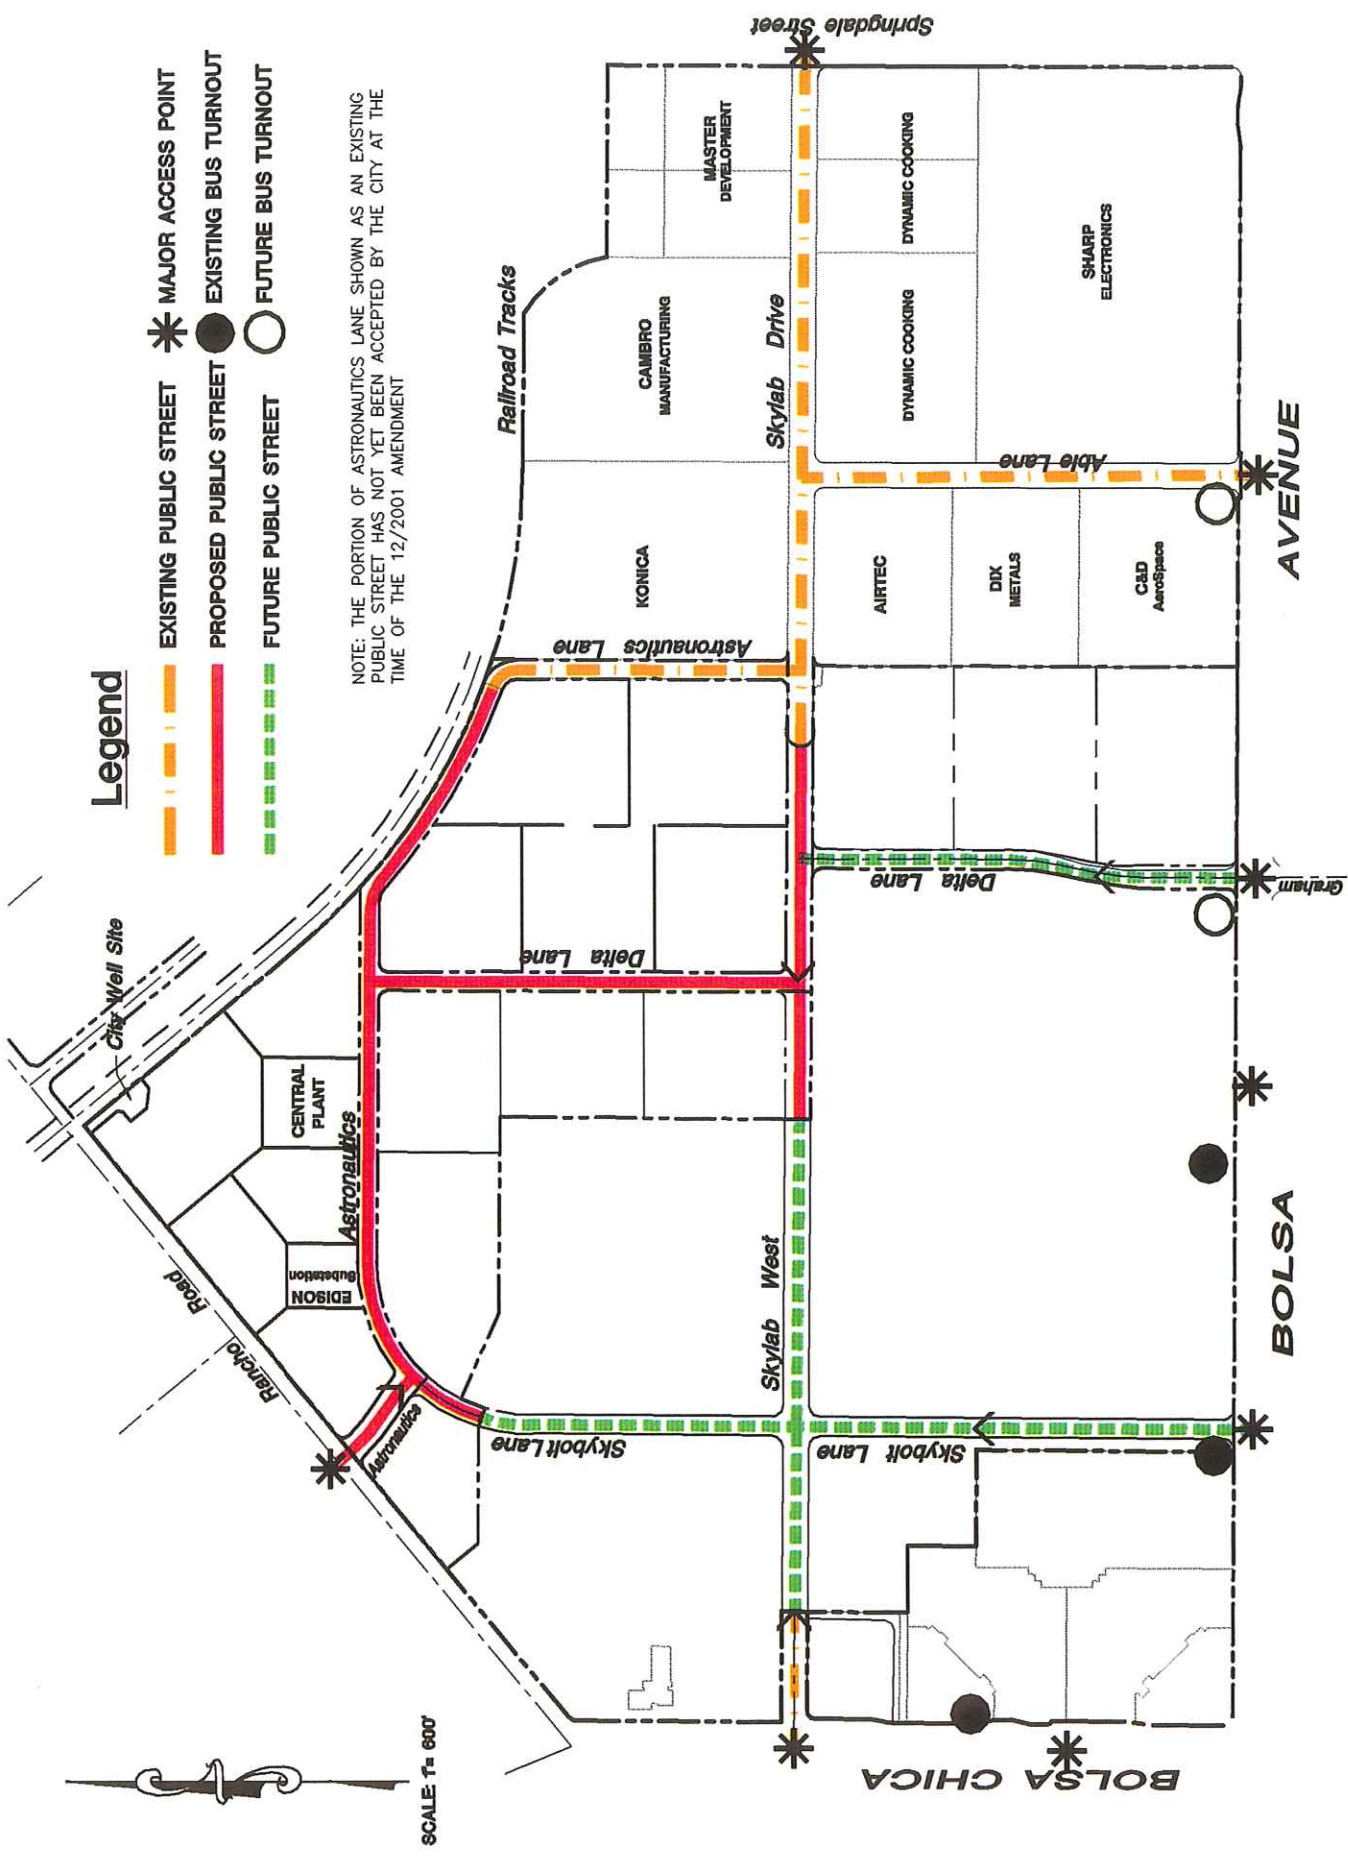 Legend
EXISTING PUBLIC STREET
PROPOSED PUBLIC STREET
FUTURE PUBLIC STREET
MAJOR ACCESS POINT
EXISTING BUS TURNOUT
FUTURE BUS TURNOUT
NOTE: THE PORTION OF ASTRONAUTICS LANE SHOWN AS AN EXISTING
PUBLIC STREET HAS NOT YET BEEN ACCEPTED BY THE CITY AT THE
TIME OF THE 12/2001 AMENDMENT
SCALE: 1"= 600'
City Well Site
Rancho Road
CENTRAL
PLANT
EDISON
Substation
Astronautics
Astronautics
Railroad Tracks
Astronautics Lane
Delta Lane
Skybolt Lane
KONICA
CAMBRO
MANUFACTURING
MASTER
DEVELOPMENT
Springdale Street
Skylab West
Skylab Drive
Skybolt Lane
Delta Lane
Able Lane
AIRTEC
DIX
METALS
C&D
AeroSpace
DYNAMIC COOKING
DYNAMIC COOKING
SHARP
ELECTRONICS
BOLSA CHICA
Graham
BOLSA AVENUE